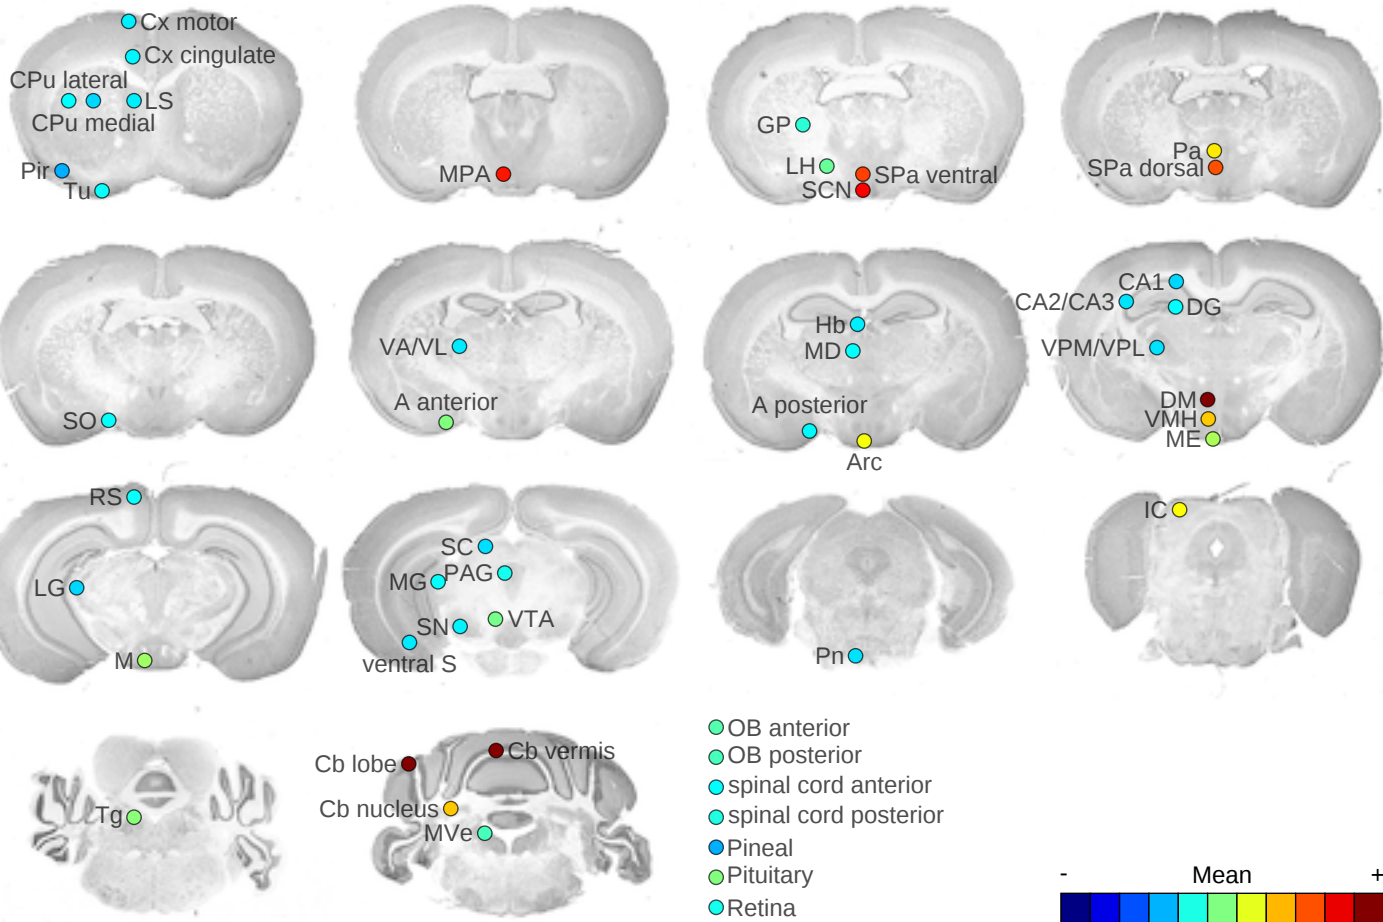 Cx motor
Cx cingulate
CPu lateral
LS
CPu medial
Pir
Tu
MPA
GP
LH
SPa ventral
SCN
Pa
SPa dorsal
SO
VA/VL
A anterior
Hb
MD
A posterior
Arc
CA1
CA2/CA3
DG
VPM/VPL
DM
VMH
ME
RS
LG
M
SC
MG
PAG
SN
VTA
ventral S
Pn
IC
Tg
Cb lobe
Cb vermis
Cb nucleus
MVe
OB anterior
OB posterior
spinal cord anterior
spinal cord posterior
Pineal
Pituitary
Retina
- Mean +